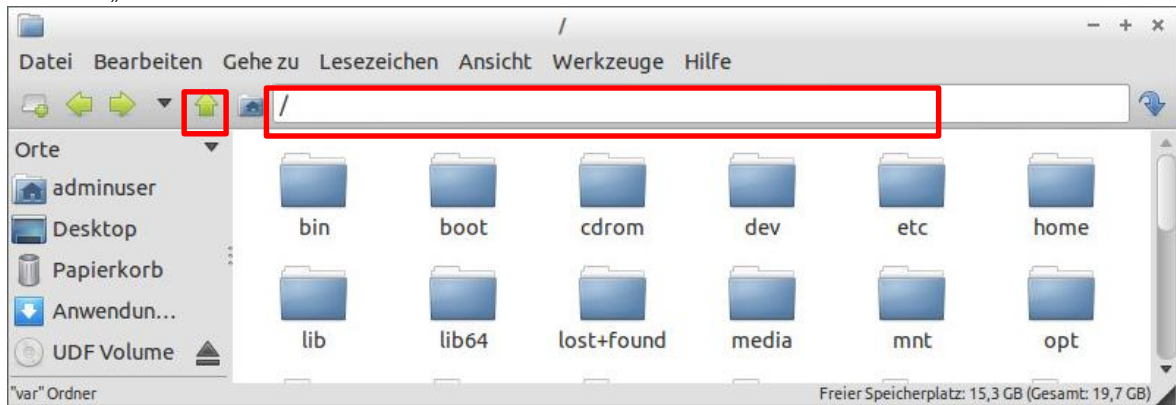 „
/
Datei Bearbeiten Gehe zu Lesezeichen Ansicht Werkzeuge Hilfe
/
Orte
adminuser
Desktop
Papierkorb
Anwendun...
UDF Volume
bin boot cdrom dev etc home
lib lib64 lost+found media mnt opt
"var" Ordner Freier Speicherplatz: 15,3 GB (Gesamt: 19,7 GB)